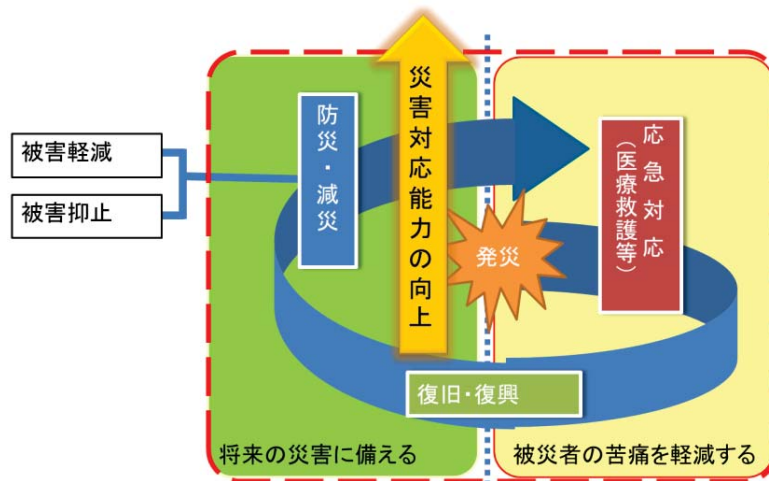 被害軽減
被害抑止
防災・減災
災害対応能力の向上
発災
応急対応
（医療救護等）
復旧・復興
将来の災害に備える
被災者の苦痛を軽減する